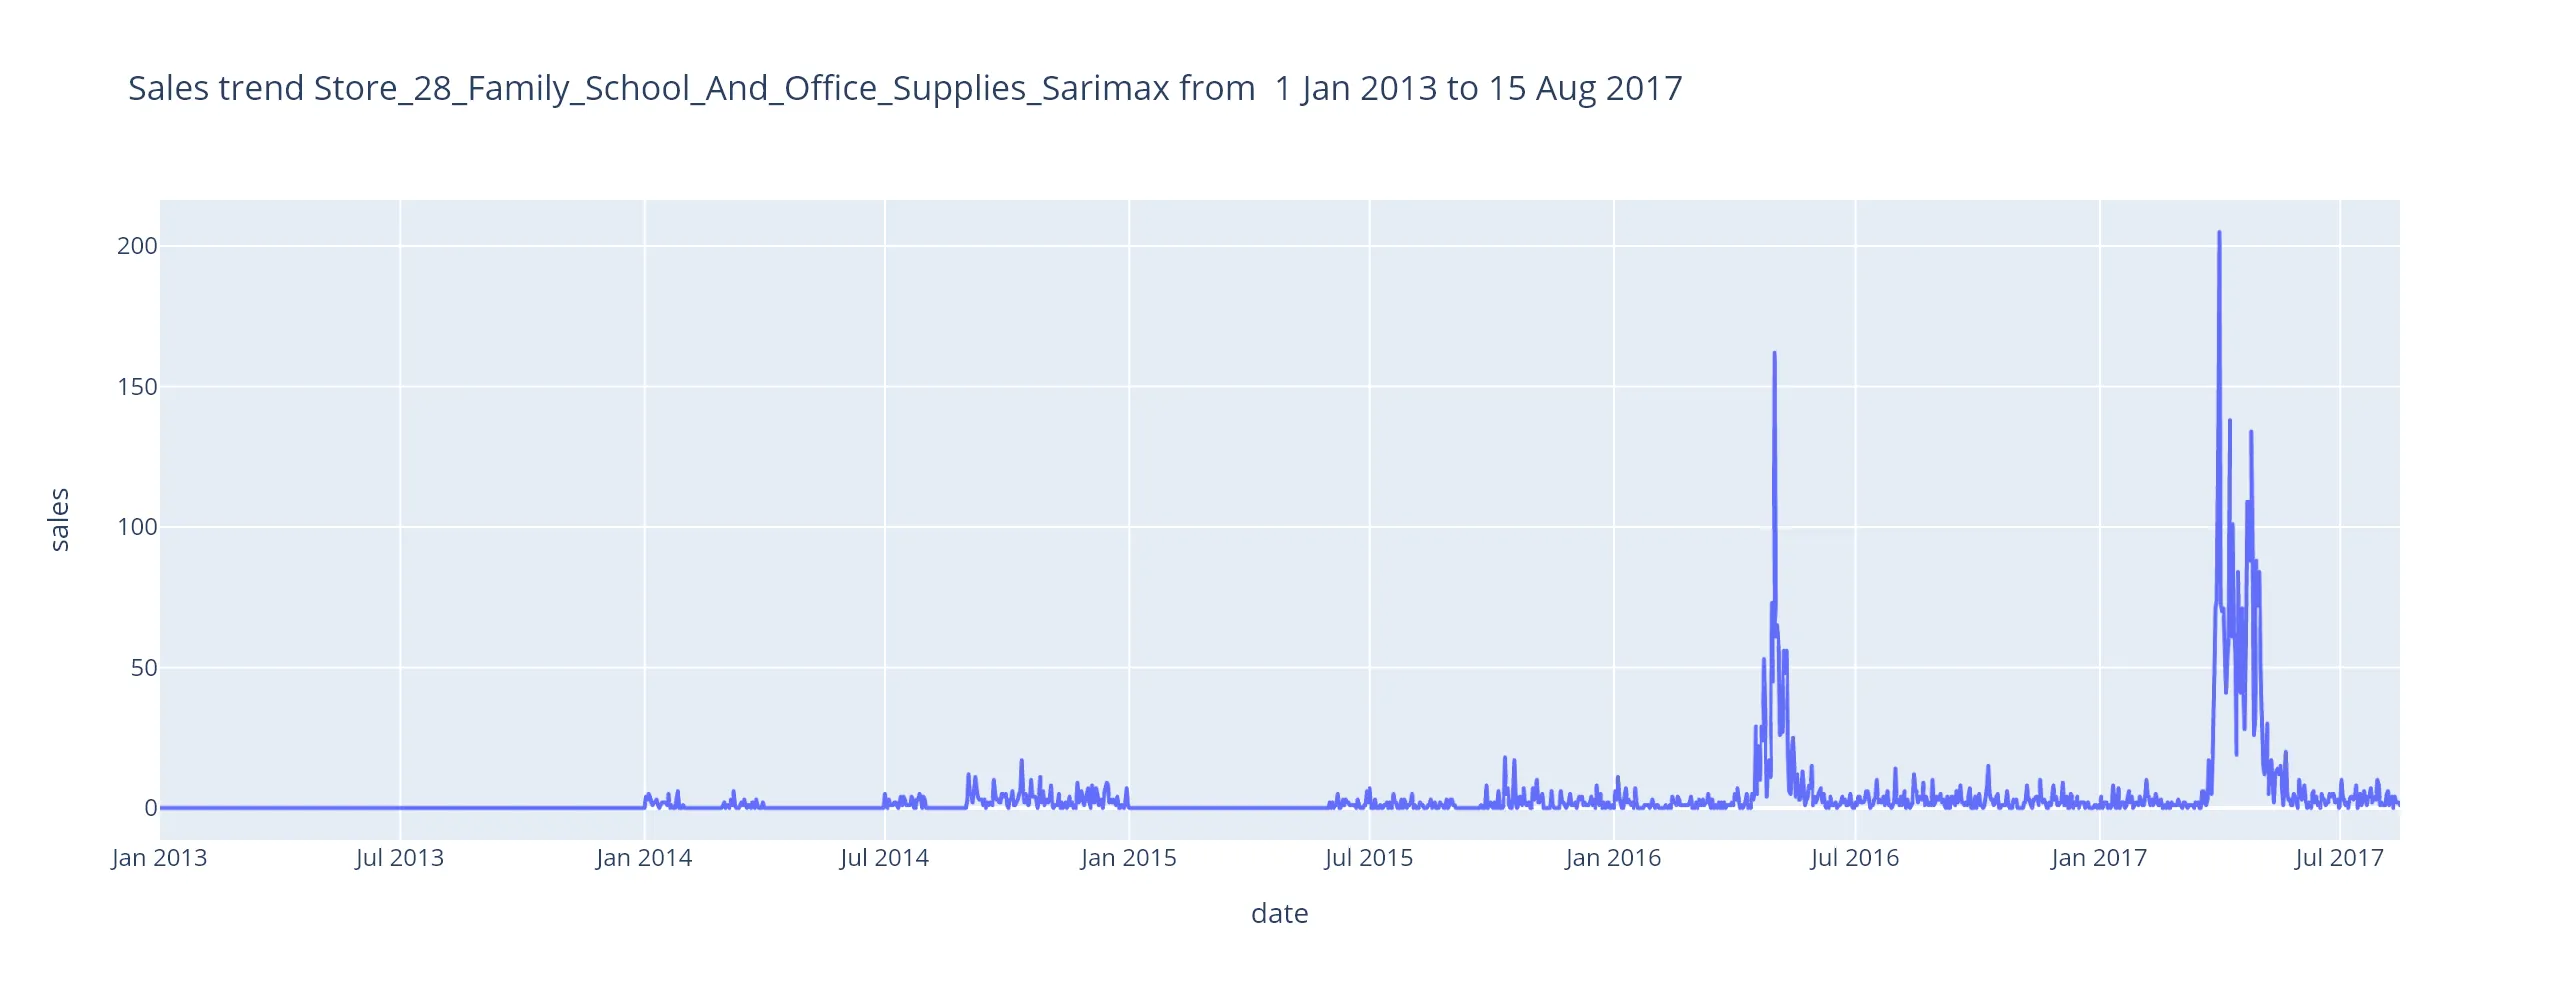 Sales trend Store_28_Family_School_And_Office_Supplies_Sarimax from  1 Jan 2013 to 15 Aug 2017
200
150
100
50
0
sales
Jan 2013 Jul 2013 Jan 2014 Jul 2014 Jan 2015 Jul 2015 Jan 2016 Jul 2016 Jan 2017 Jul 2017
date